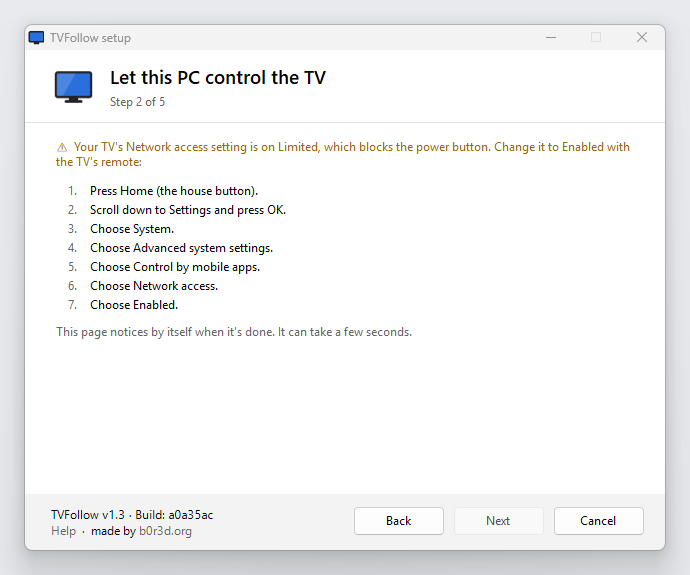 TVFollow setup
Let this PC control the TV
Step 2 of 5
⚠ Your TV's Network access setting is on Limited, which blocks the power button. Change it to Enabled with
the TV's remote:
1. Press Home (the house button).
2. Scroll down to Settings and press OK.
3. Choose System.
4. Choose Advanced system settings.
5. Choose Control by mobile apps.
6. Choose Network access.
7. Choose Enabled.
This page notices by itself when it's done. It can take a few seconds.
TVFollow v1.3 · Build: a0a35ac
Help · made by b0r3d.org
Back
Next
Cancel